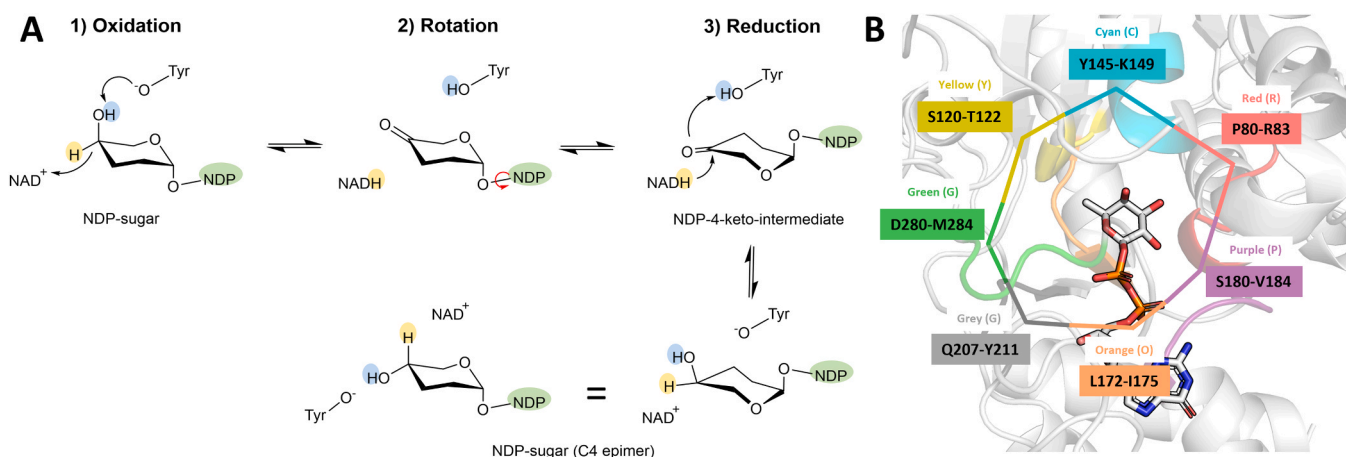 A
1) Oxidation
2) Rotation
3) Reduction
-O
Tyr
OH
H
NAD+
O
NDP
NDP-sugar
HO
Tyr
O
NADH
O
NDP
O
HO
Tyr
O
NADH
O
O
NDP
NDP-4-keto-intermediate
H
NAD+
HO
O
Tyr
O-
O
NDP
=
-O
Tyr
HO
H
NAD+
O
O
NDP
NDP-sugar (C4 epimer)
B
Cyan (C)
Y145-K149
Yellow (Y)
S120-T122
Red (R)
P80-R83
Green (G)
D280-M284
Purple (P)
S180-V184
Grey (G)
Q207-Y211
Orange (O)
L172-I175